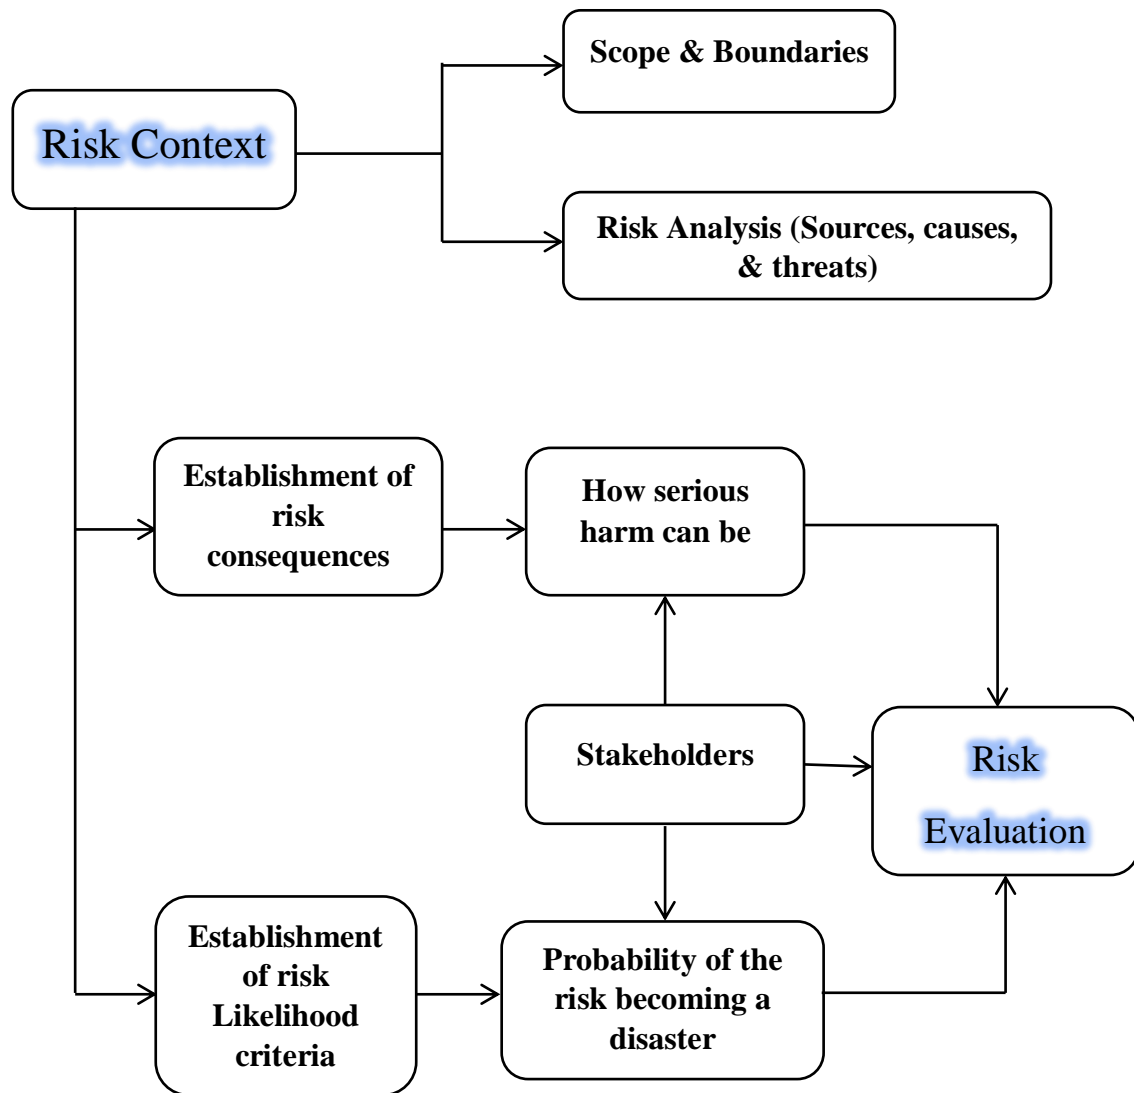 Scope & Boundaries
Risk Context
Risk Analysis (Sources, causes,
& threats)
Establishment of
risk
consequences
How serious
harm can be
Stakeholders
Risk
Evaluation
Establishment
of risk
Likelihood
criteria
Probability of the
risk becoming a
disaster